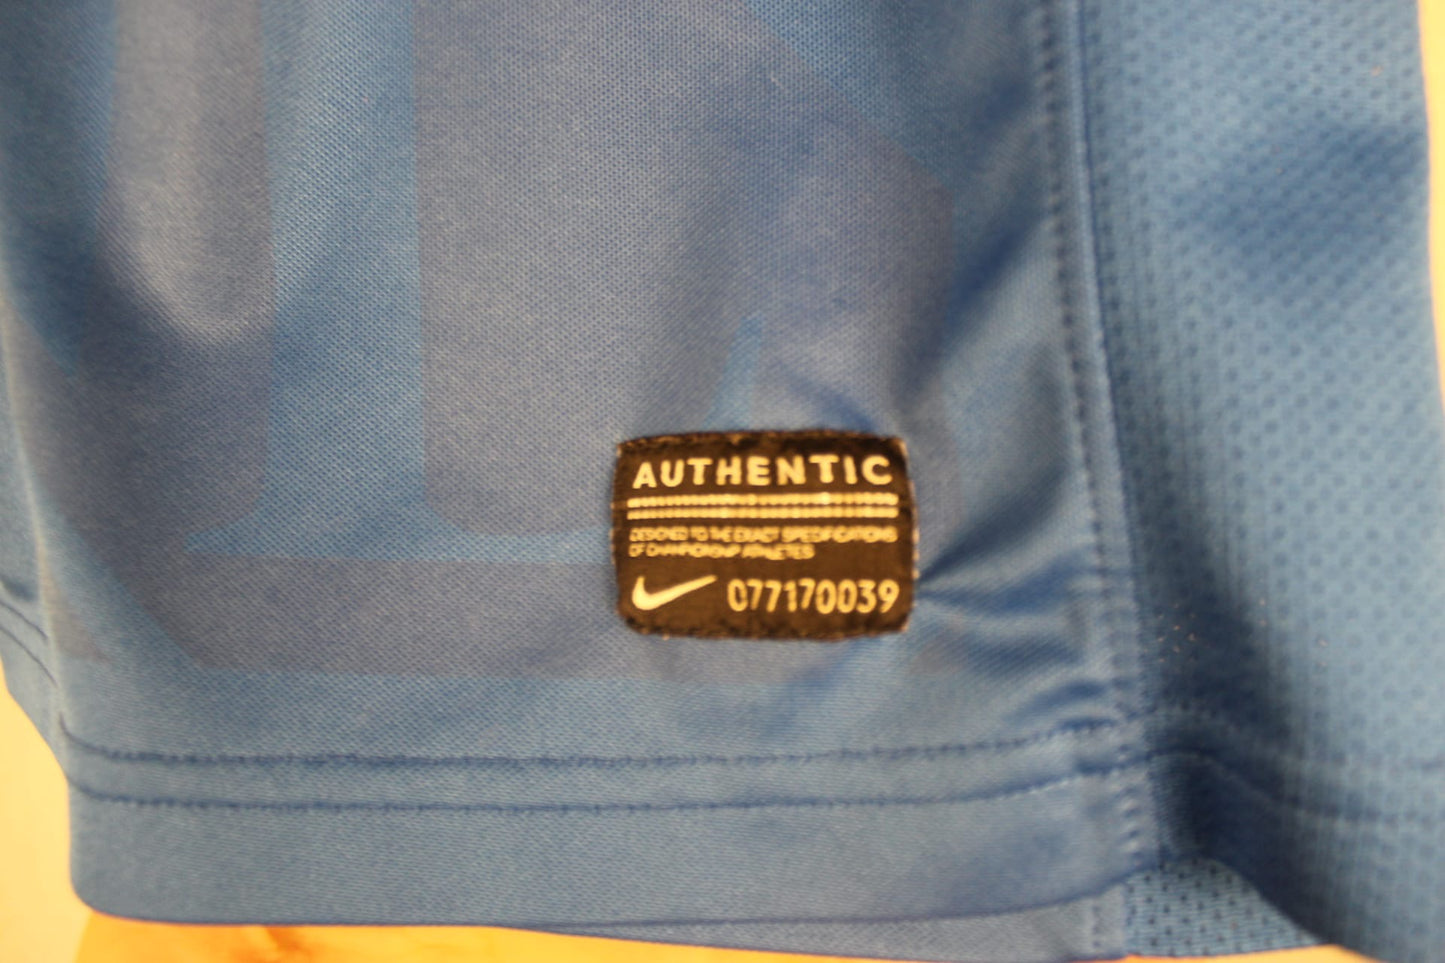 AUTHENTIC
DESIGNED TO THE EXACT SPECIFICATIONS
OF CHAMPIONSHIP ATHLETES
077170039